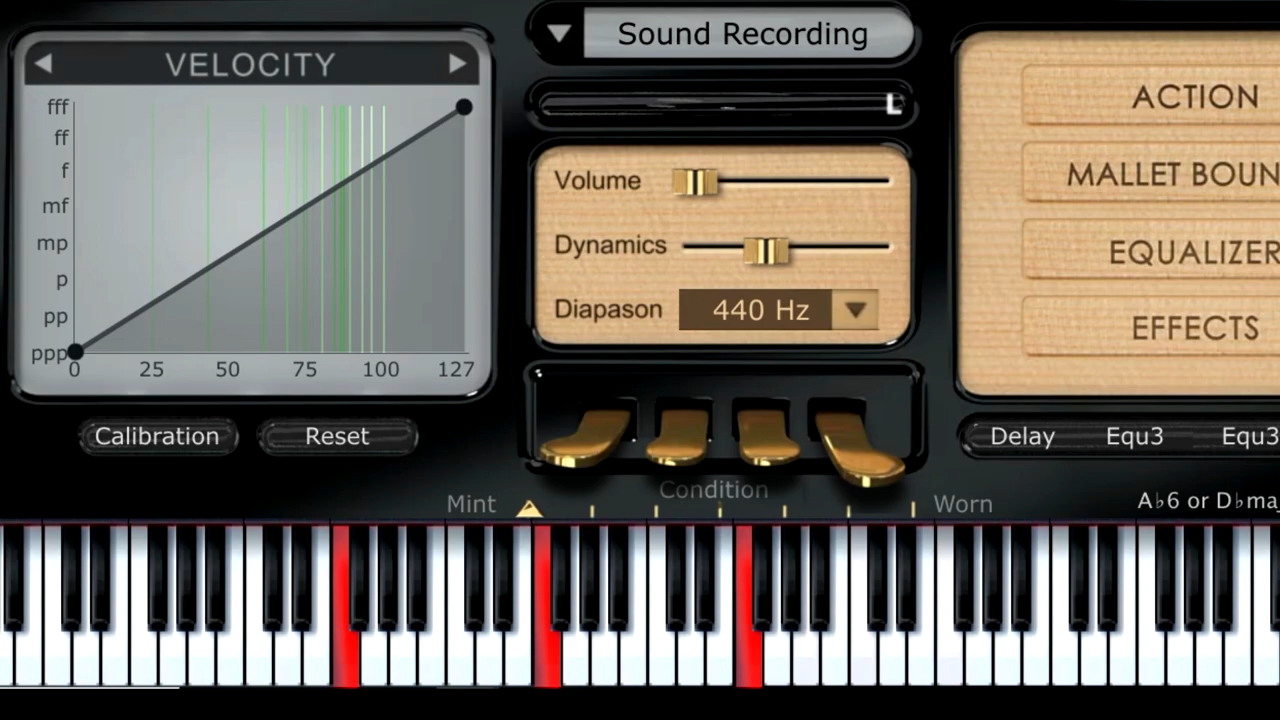 VELOCITY
fff
ff
f
mf
mp
p
pp
ppp
0 25 50 75 100 127
Calibration Reset
Sound Recording
L
Volume
Dynamics
Diapason 440 Hz
Condition
Mint Worn
ACTION
MALLET BOUN
EQUALIZER
EFFECTS
Delay Equ3 Equ3
A♭6 or D♭ma